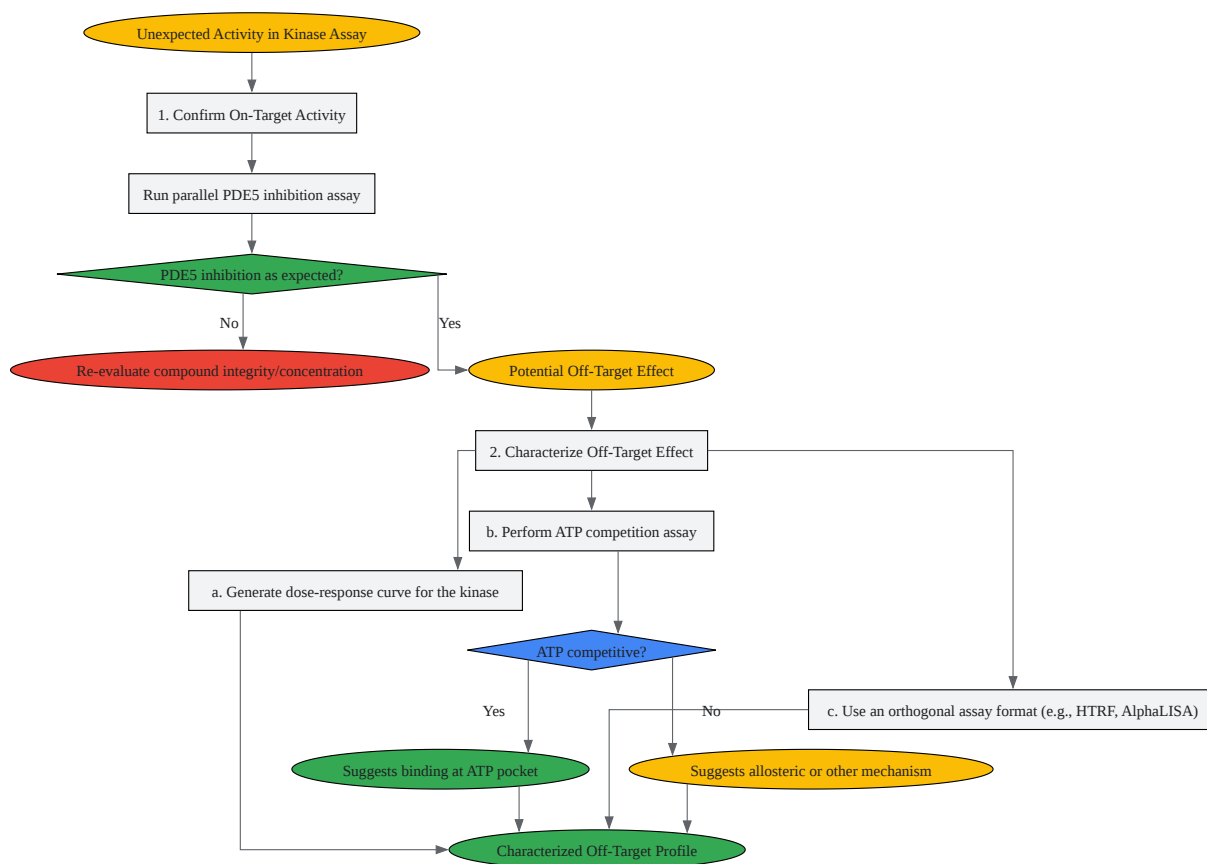 Unexpected Activity in Kinase Assay
1. Confirm On-Target Activity
Run parallel PDE5 inhibition assay
PDE5 inhibition as expected?
No
Yes
Re-evaluate compound integrity/concentration
Potential Off-Target Effect
2. Characterize Off-Target Effect
b. Perform ATP competition assay
a. Generate dose-response curve for the kinase
ATP competitive?
Yes
No
c. Use an orthogonal assay format (e.g., HTRF, AlphaLISA)
Suggests binding at ATP pocket
Suggests allosteric or other mechanism
Characterized Off-Target Profile